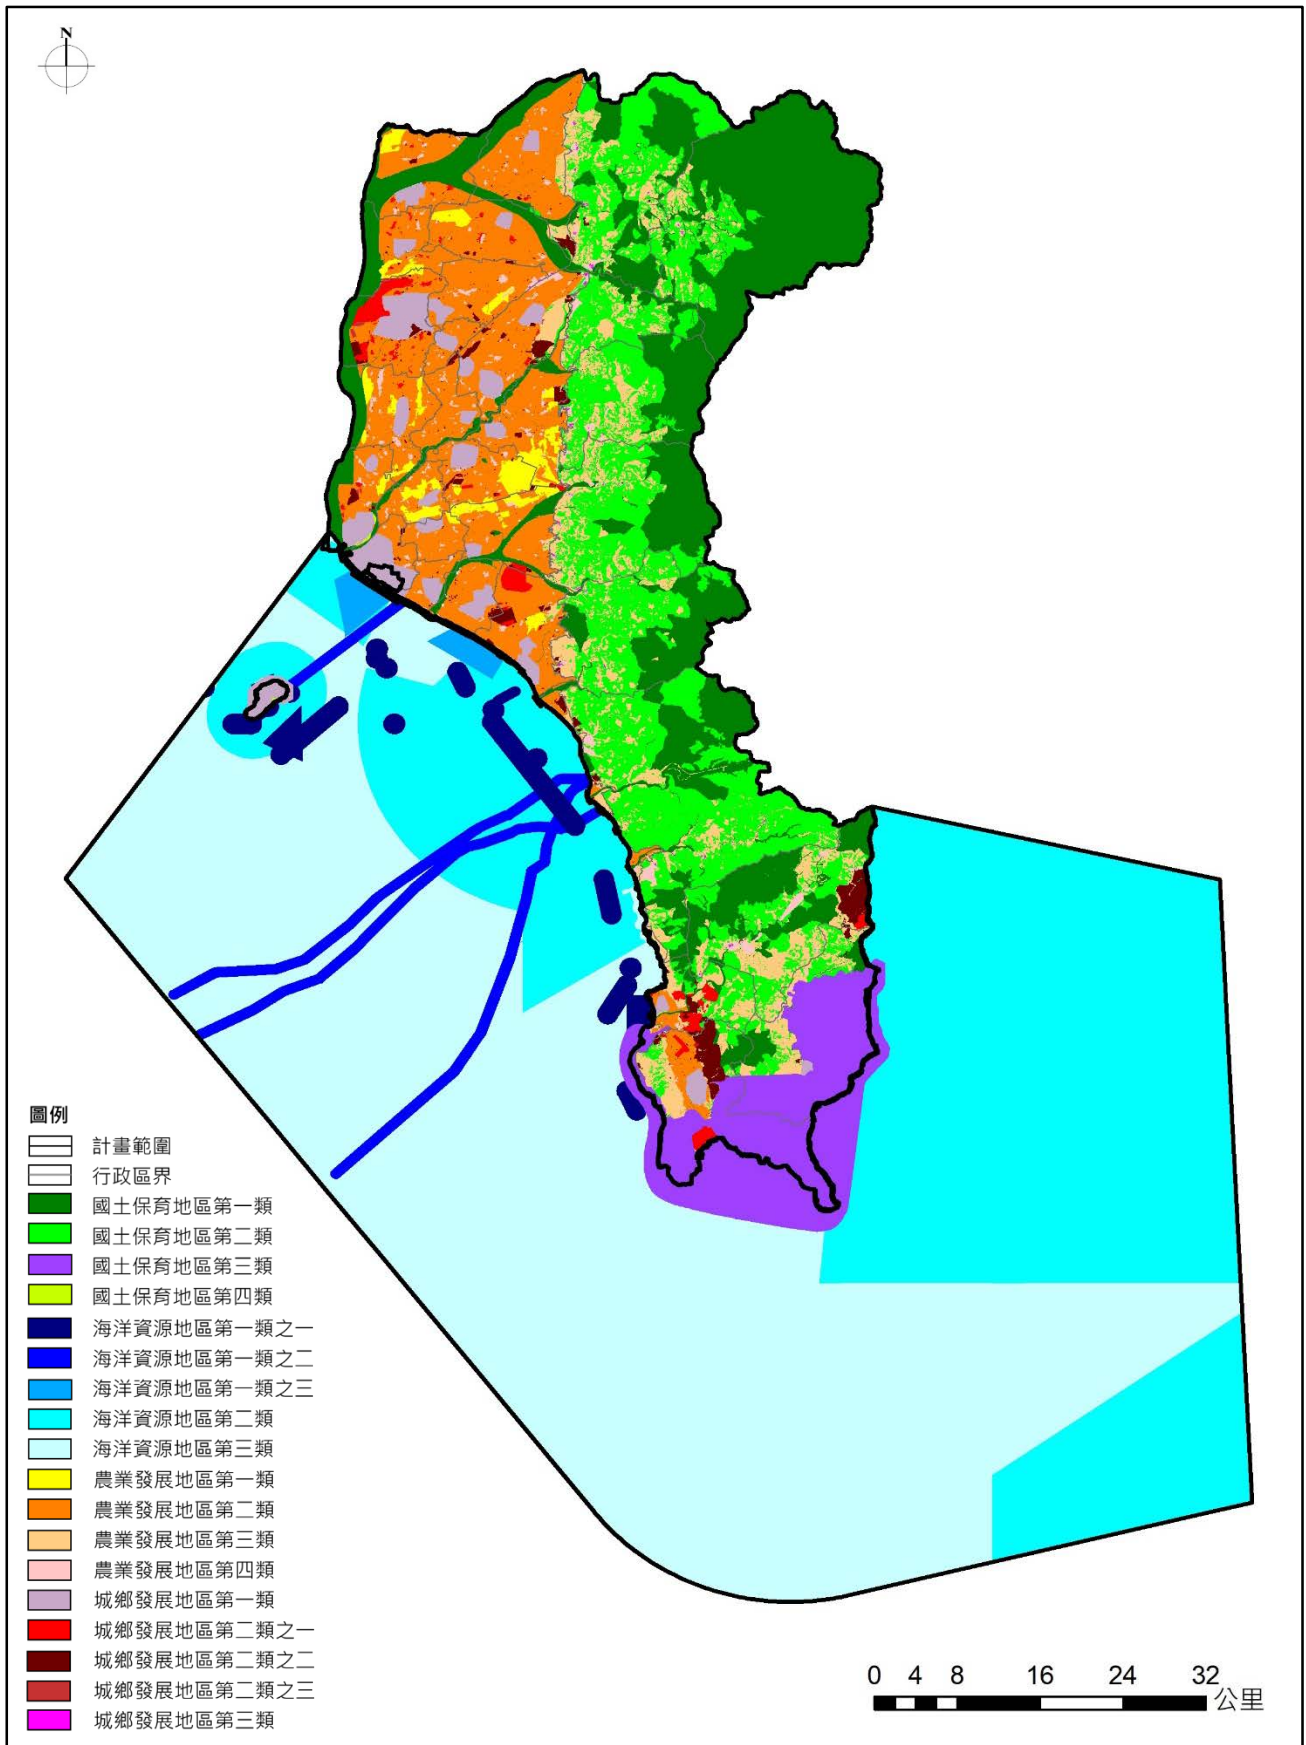 N
圖例
計畫範圍
行政區界
國土保育地區第一類
國土保育地區第二類
國土保育地區第三類
國土保育地區第四類
海洋資源地區第一類之一
海洋資源地區第一類之二
海洋資源地區第一類之三
海洋資源地區第二類
海洋資源地區第三類
農業發展地區第一類
農業發展地區第二類
農業發展地區第三類
農業發展地區第四類
城鄉發展地區第一類
城鄉發展地區第二類之一
城鄉發展地區第二類之二
城鄉發展地區第二類之三
城鄉發展地區第三類
0 4 8 16 24 32
公里